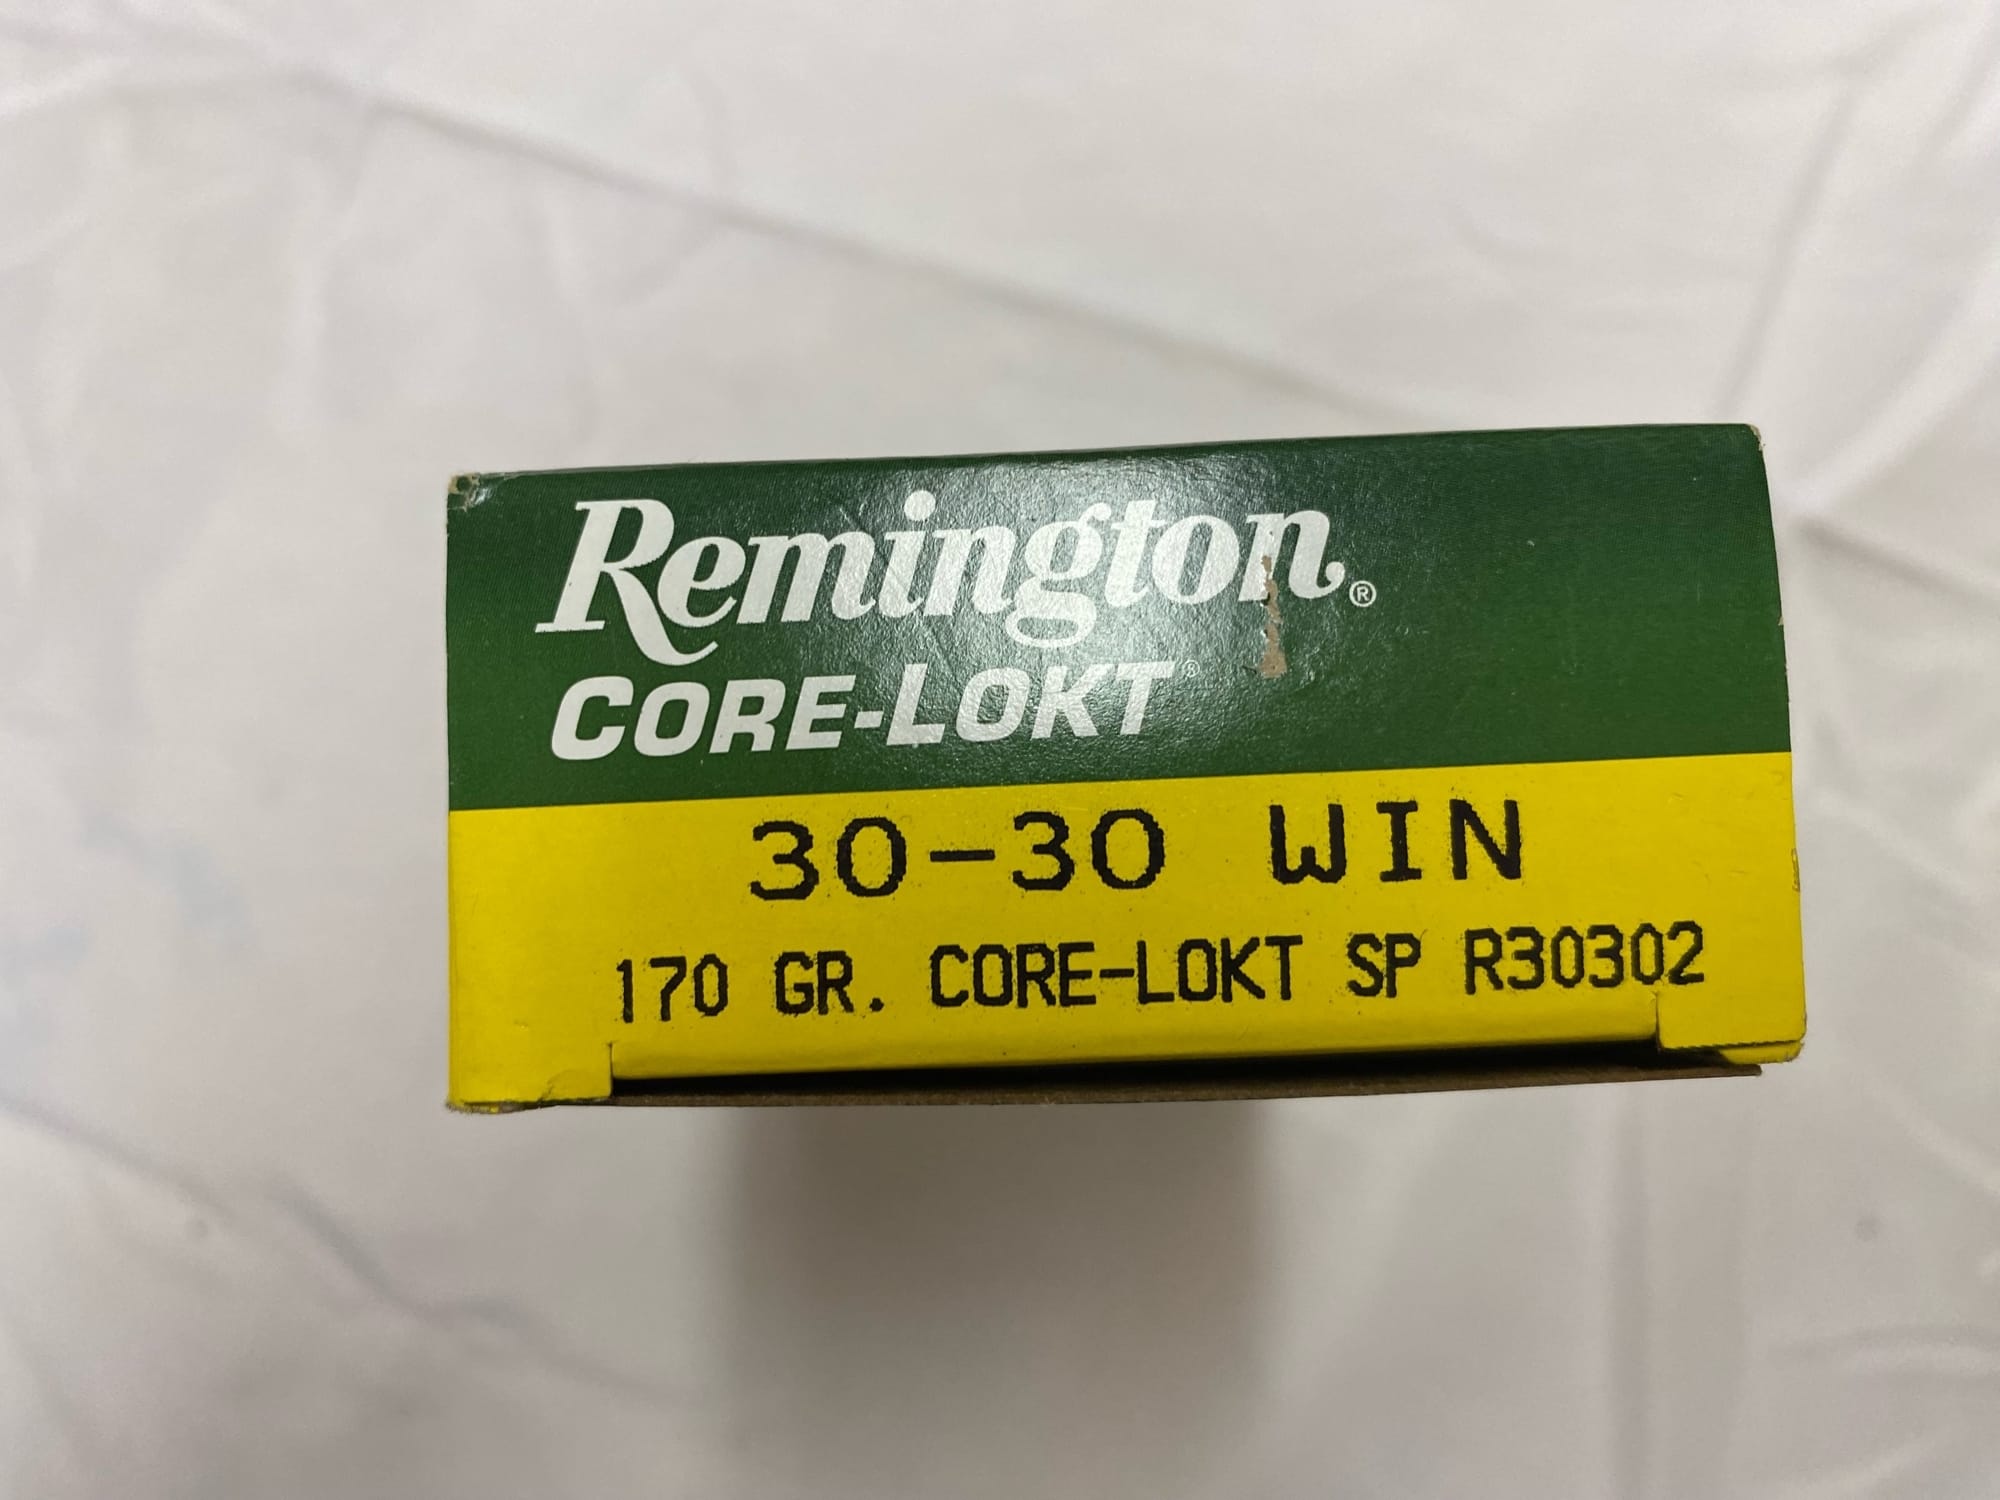 Remington®
CORE-LOKT®
30-30 WIN
170 GR. CORE-LOKT SP R30302